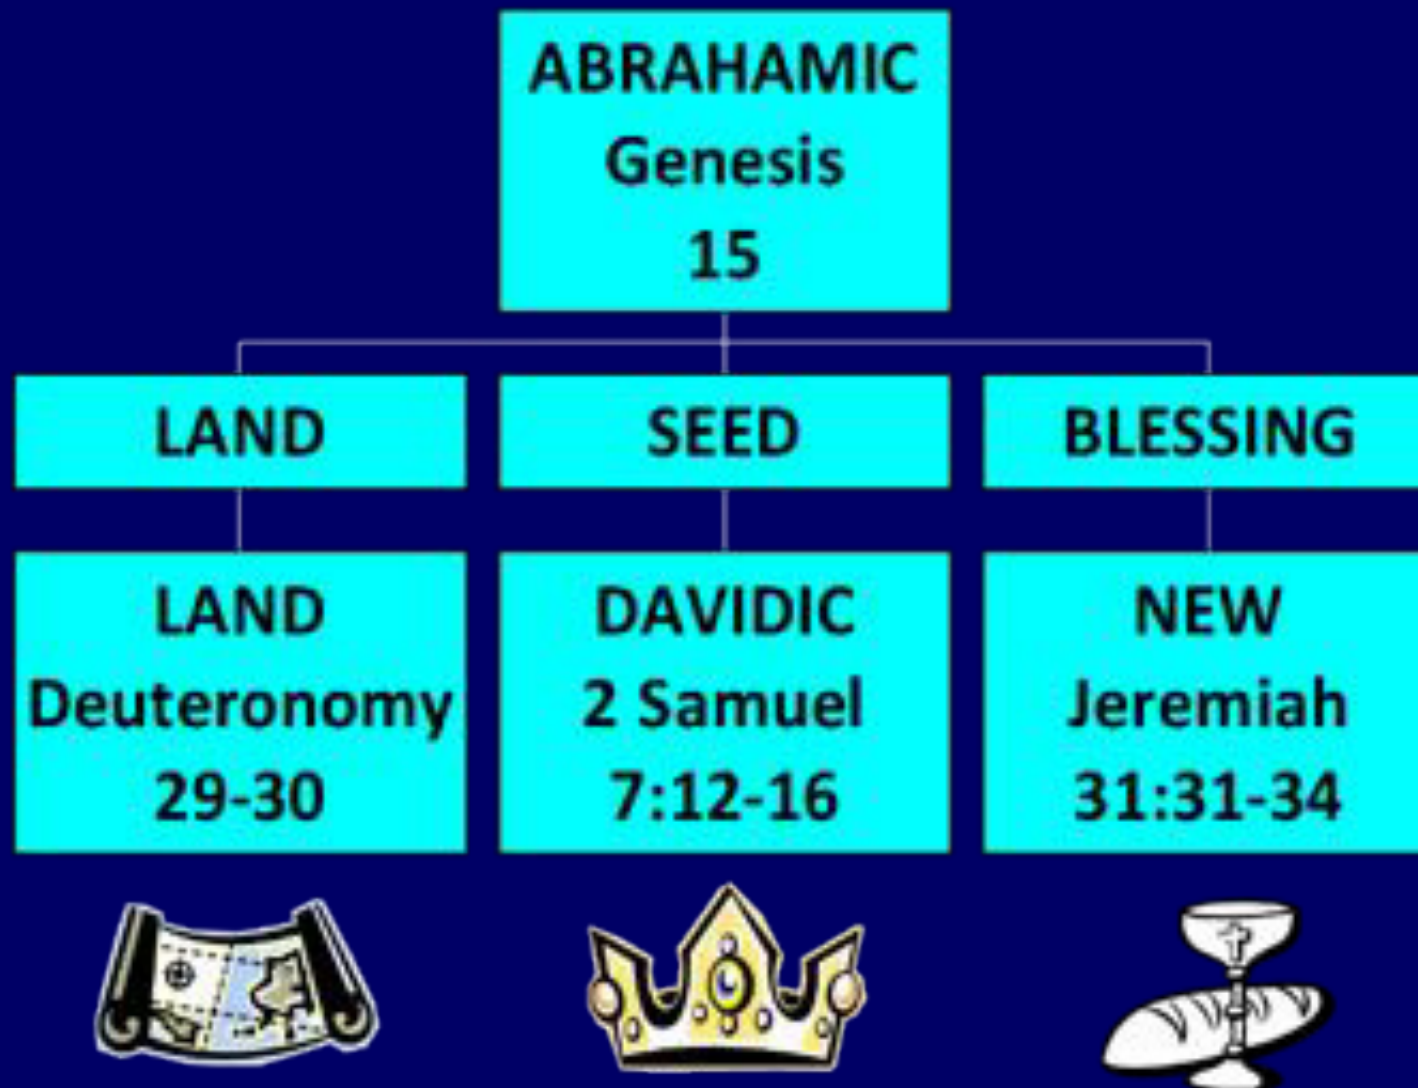 ABRAHAMIC
Genesis
15
LAND
SEED
BLESSING
LAND
Deuteronomy
29-30
DAVIDIC
2 Samuel
7:12-16
NEW
Jeremiah
31:31-34